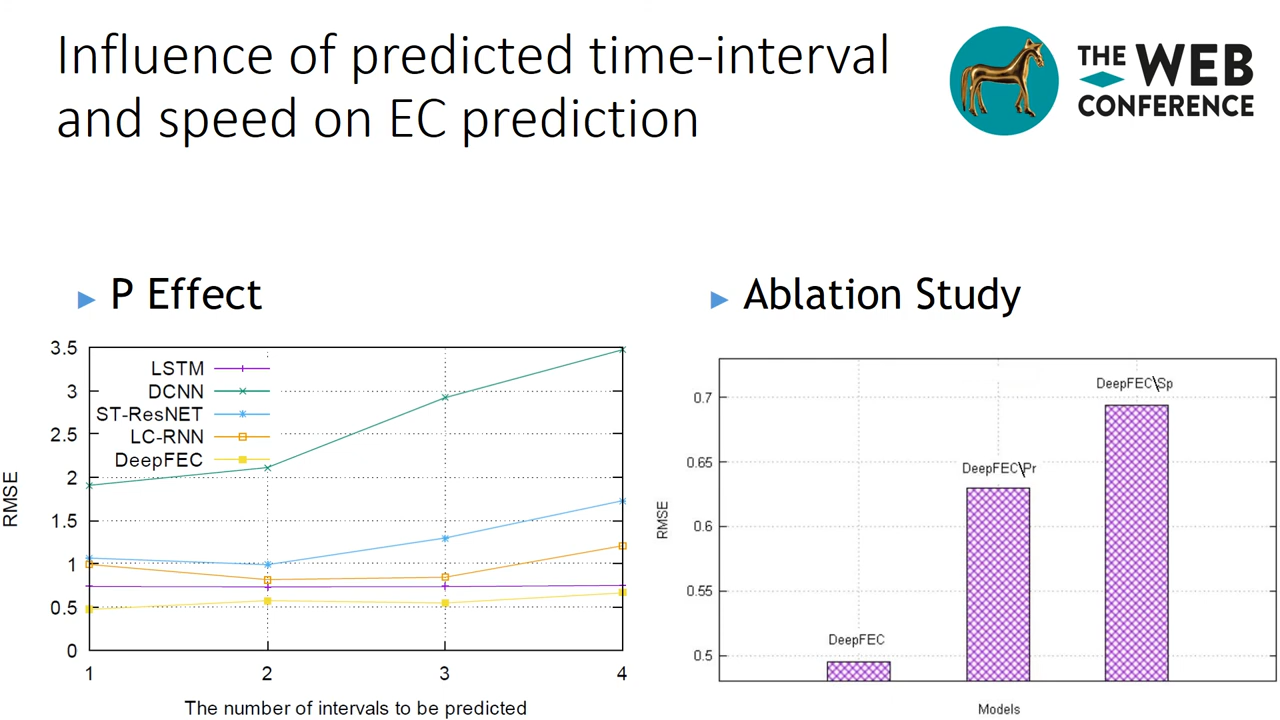 Influence of predicted time-interval
and speed on EC prediction
THE WEB
CONFERENCE
P Effect
Ablation Study
3.5
3
2.5
2
1.5
1
0.5
0
RMSE
LSTM
DCNN
ST-ResNET
LC-RNN
DeepFEC
1 2 3 4
The number of intervals to be predicted
0.7
0.65
0.6
0.55
0.5
RMSE
DeepFEC
DeepFEC\Pr
DeepFEC\Sp
Models